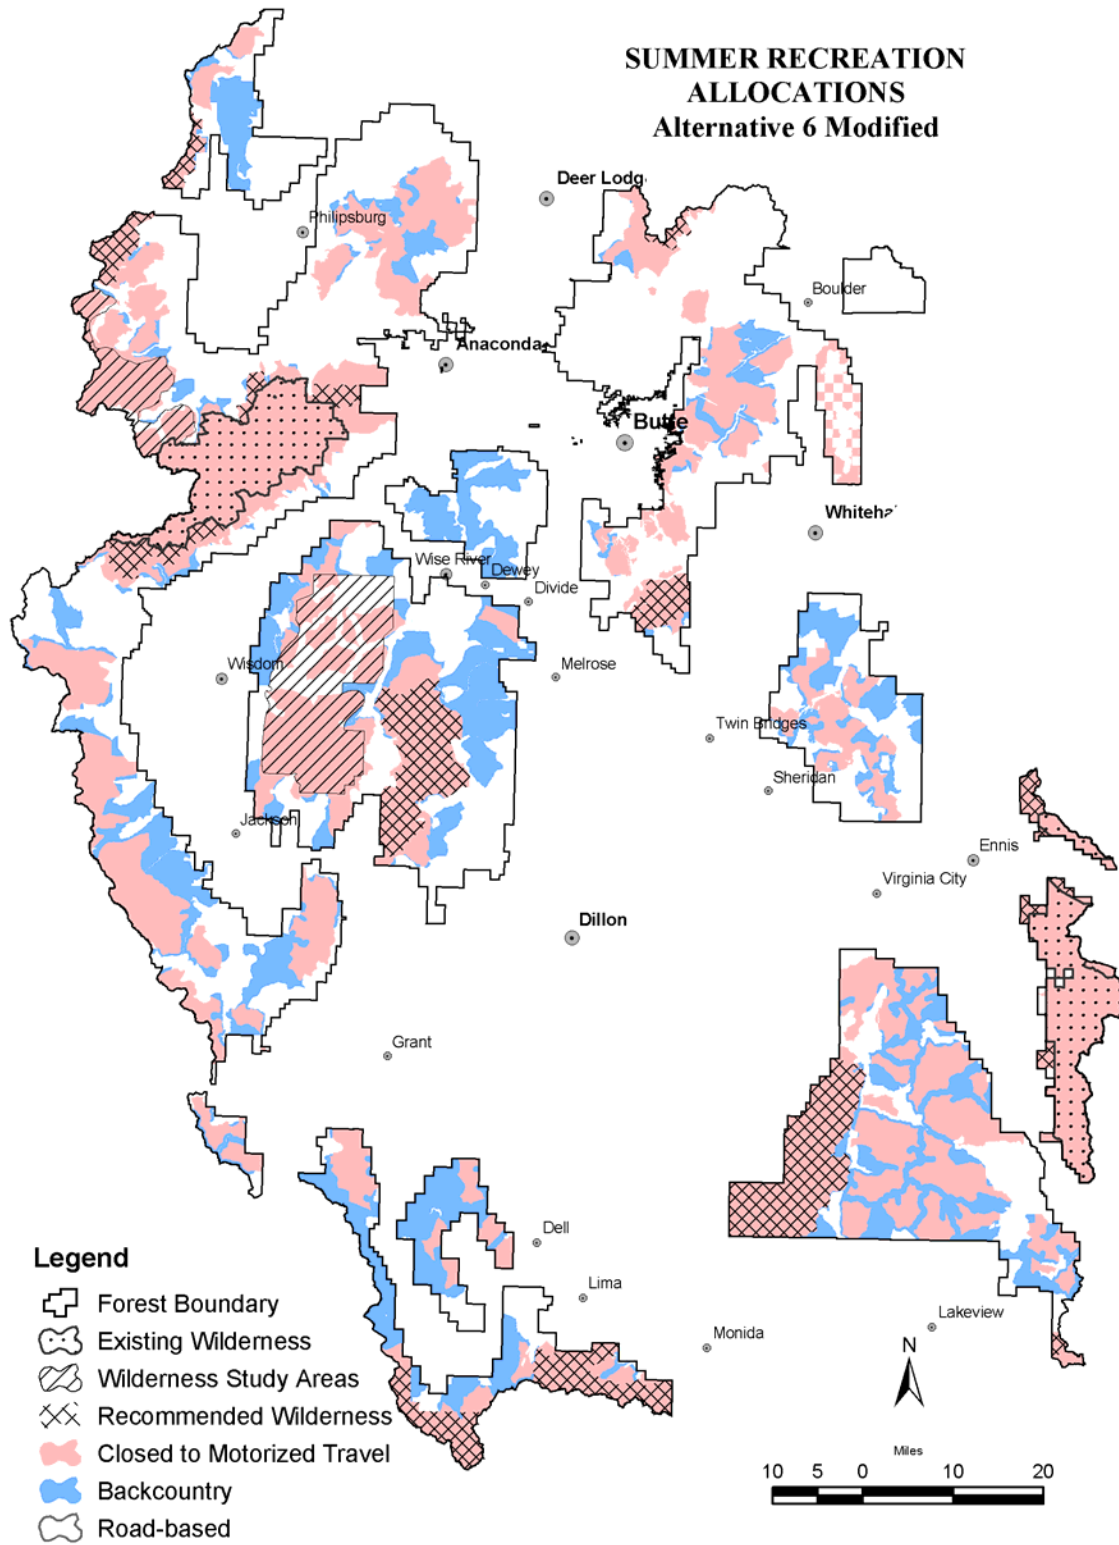 SUMMER RECREATION
ALLOCATIONS
Alternative 6 Modified
Deer Lodg
Philipsburg
Boulder
Anaconda
Butte
Whiteha
Wise River
Dewey
Divide
Wisdom
Melrose
Twin Bridges
Sheridan
Jackson
Ennis
Virginia City
Dillon
Grant
Dell
Lima
Monida
Lakeview
Legend
Forest Boundary
Existing Wilderness
Wilderness Study Areas
Recommended Wilderness
Closed to Motorized Travel
Backcountry
Road-based
N
Miles
10 5 0 10 20